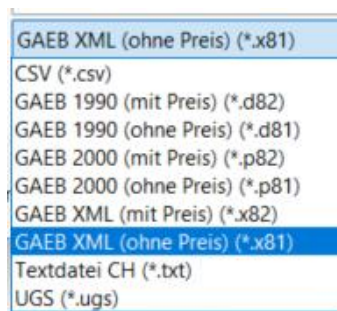 GAEB XML (ohne Preis) (*.x81)
CSV (*.csv)
GAEB 1990 (mit Preis) (*.d82)
GAEB 1990 (ohne Preis) (*.d81)
GAEB 2000 (mit Preis) (*.p82)
GAEB 2000 (ohne Preis) (*.p81)
GAEB XML (mit Preis) (*.x82)
GAEB XML (ohne Preis) (*.x81)
Textdatei CH (*.txt)
UGS (*.ugs)